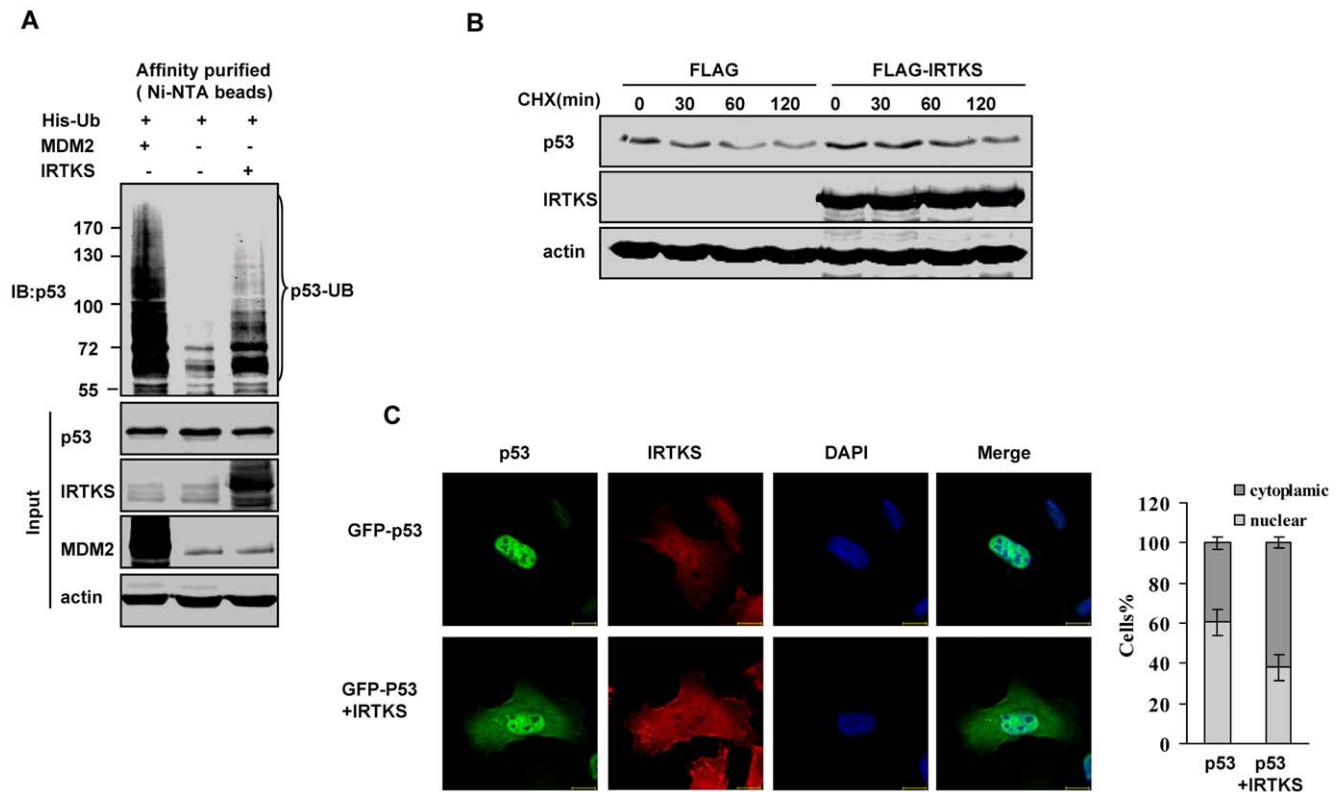 A
Affinity purified
( Ni-NTA beads)
His-Ub + + +
MDM2 + - -
IRTKS - - +
170
130
100
72
55
IB:p53
p53-UB
Input
p53
IRTKS
MDM2
actin
B
FLAG FLAG-IRTKS
CHX(min) 0 30 60 120 0 30 60 120
p53
IRTKS
actin
C
p53 IRTKS DAPI Merge
GFP-p53
GFP-P53
+IRTKS
cytoplamic
nuclear
Cells%
120
100
80
60
40
20
0
p53 p53
+IRTKS